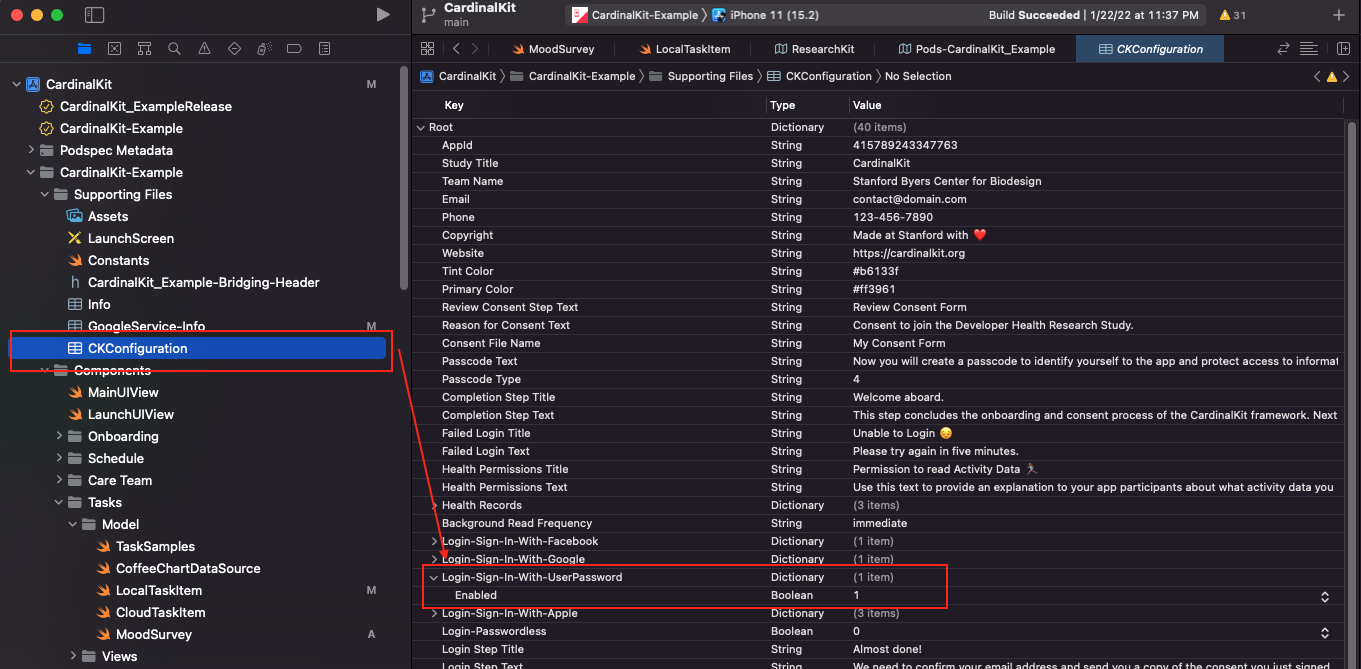 CardinalKit
main
CardinalKit-Example 〉 iPhone 11 (15.2)
Build Succeeded | 1/22/22 at 11:37 PM
31
MoodSurvey
LocalTaskItem
ResearchKit
Pods-CardinalKit_Example
CKConfiguration
CardinalKit 〉 CardinalKit-Example 〉 Supporting Files 〉 CKConfiguration 〉 No Selection
CardinalKit M
CardinalKit_ExampleRelease
CardinalKit-Example
Podspec Metadata
CardinalKit-Example
Supporting Files
Assets
LaunchScreen
Constants
h CardinalKit_Example-Bridging-Header
Info
GoogleService-Info M
CKConfiguration
Components
MainUIView
LaunchUIView
Onboarding
Schedule
Care Team
Tasks
Model
TaskSamples
CoffeeChartDataSource
LocalTaskItem M
CloudTaskItem
MoodSurvey A
Views
Key Type Value
Root Dictionary (40 items)
AppId String 415789243347763
Study Title String CardinalKit
Team Name String Stanford Byers Center for Biodesign
Email String contact@domain.com
Phone String 123-456-7890
Copyright String Made at Stanford with ❤️
Website String https://cardinalkit.org
Tint Color String #b6133f
Primary Color String #ff3961
Review Consent Step Text String Review Consent Form
Reason for Consent Text String Consent to join the Developer Health Research Study.
Consent File Name String My Consent Form
Passcode Text String Now you will create a passcode to identify yourself to the app and protect access to informat
Passcode Type String 4
Completion Step Title String Welcome aboard.
Completion Step Text String This step concludes the onboarding and consent process of the CardinalKit framework. Next
Failed Login Title String Unable to Login 😔
Failed Login Text String Please try again in five minutes.
Health Permissions Title String Permission to read Activity Data 🏃
Health Permissions Text String Use this text to provide an explanation to your app participants about what activity data you
Health Records Dictionary (3 items)
Background Read Frequency String immediate
Login-Sign-In-With-Facebook Dictionary (1 item)
Login-Sign-In-With-Google Dictionary (1 item)
Login-Sign-In-With-UserPassword Dictionary (1 item)
Enabled Boolean 1
Login-Sign-In-With-Apple Dictionary (3 items)
Login-Passwordless Boolean 0
Login Step Title String Almost done!
Login Step Text String We need to confirm your email address and send you a copy of the consent you just signed